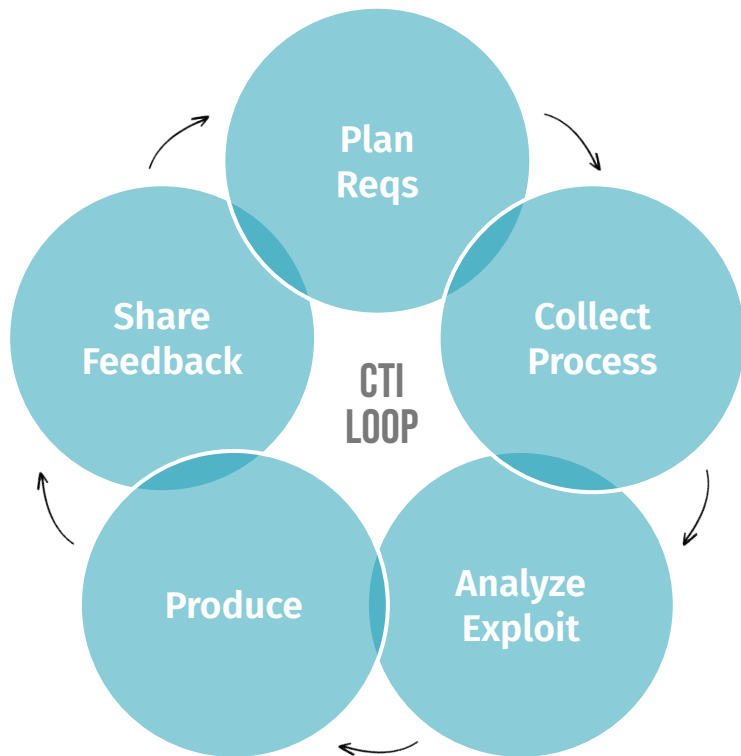 Plan
Reqs
Collect
Process
Analyze
Exploit
Produce
Share
Feedback
CTI
LOOP